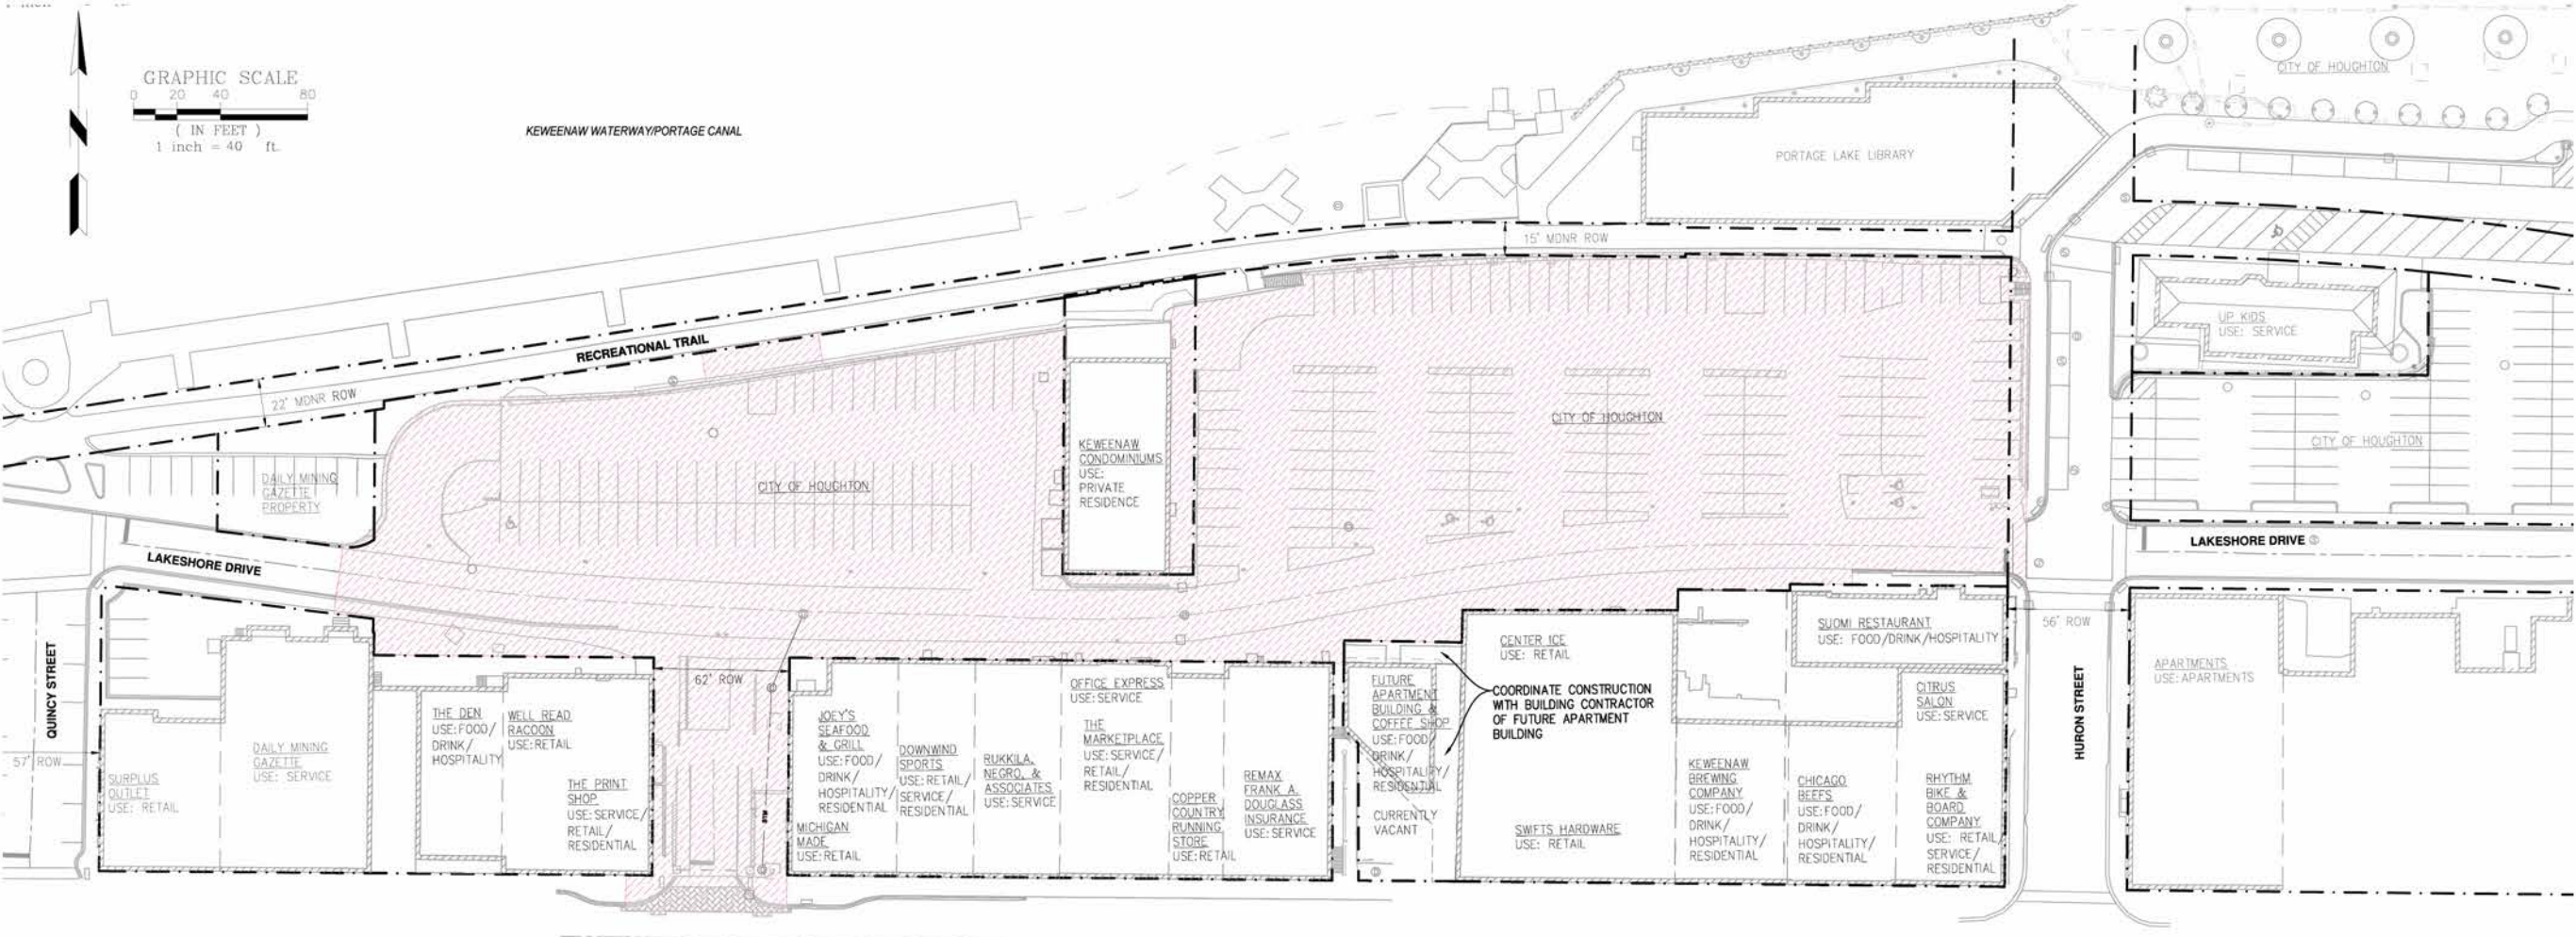 GRAPHIC SCALE
0 20 40 80
( IN FEET )
1 inch = 40 ft.
KEWEENAW WATERWAY/PORTAGE CANAL
CITY OF HOUGHTON
PORTAGE LAKE LIBRARY
15' MDNR ROW
RECREATIONAL TRAIL
22' MDNR ROW
UP KIDS
USE: SERVICE
CITY OF HOUGHTON
CITY OF HOUGHTON
CITY OF HOUGHTON
KEWEENAW
CONDOMINIUMS
USE:
PRIVATE
RESIDENCE
DAILY MINING
GAZETTE
PROPERTY
LAKESHORE DRIVE
LAKESHORE DRIVE
QUINCY STREET
57' ROW
SURPLUS
OUTLET
USE: RETAIL
DAILY MINING
GAZETTE
USE: SERVICE
THE DEN
USE: FOOD/
DRINK/
HOSPITALITY
WELL READ
RACOON
USE: RETAIL
THE PRINT
SHOP
USE: SERVICE/
RETAIL/
RESIDENTIAL
62' ROW
JOEY'S
SEAFOOD
& GRILL
USE: FOOD/
DRINK/
HOSPITALITY/
RESIDENTIAL
MICHIGAN
MADE
USE: RETAIL
DOWNWIND
SPORTS
USE: RETAIL/
SERVICE/
RESIDENTIAL
RUKKILA,
NEGRO, &
ASSOCIATES
USE: SERVICE
OFFICE EXPRESS
USE: SERVICE
THE
MARKETPLACE
USE: SERVICE/
RETAIL/
RESIDENTIAL
COPPER
COUNTRY
RUNNING
STORE
USE: RETAIL
REMAX
FRANK A.
DOUGLASS
INSURANCE
USE: SERVICE
FUTURE
APARTMENT
BUILDING &
COFFEE SHOP
USE: FOOD/
DRINK/
HOSPITALITY/
RESIDENTIAL
CURRENTLY
VACANT
COORDINATE CONSTRUCTION
WITH BUILDING CONTRACTOR
OF FUTURE APARTMENT
BUILDING
CENTER ICE
USE: RETAIL
SWIFTS HARDWARE
USE: RETAIL
KEWEENAW
BREWING
COMPANY
USE: FOOD/
DRINK/
HOSPITALITY/
RESIDENTIAL
SUOMI RESTAURANT
USE: FOOD/DRINK/HOSPITALITY
CHICAGO
BEEFS
USE: FOOD/
DRINK/
HOSPITALITY/
RESIDENTIAL
CITRUS
SALON
USE: SERVICE
RHYTHM
BIKE &
BOARD
COMPANY
USE: RETAIL/
SERVICE/
RESIDENTIAL
56' ROW
HURON STREET
APARTMENTS
USE: APARTMENTS